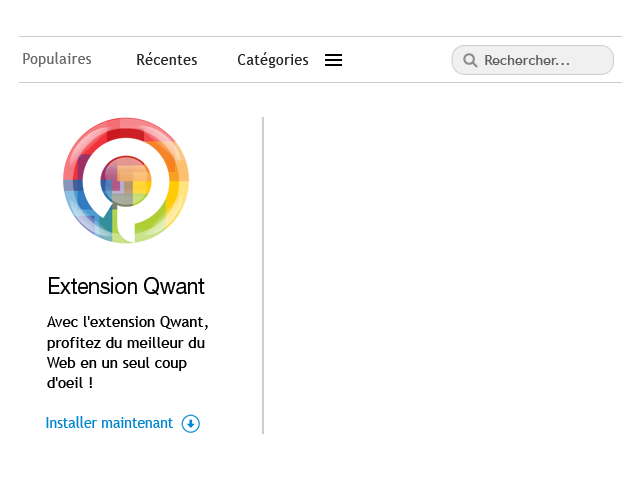 Populaires Récentes Catégories Rechercher...
Extension Qwant
Avec l'extension Qwant,
profitez du meilleur du
Web en un seul coup
d'oeil !
Installer maintenant